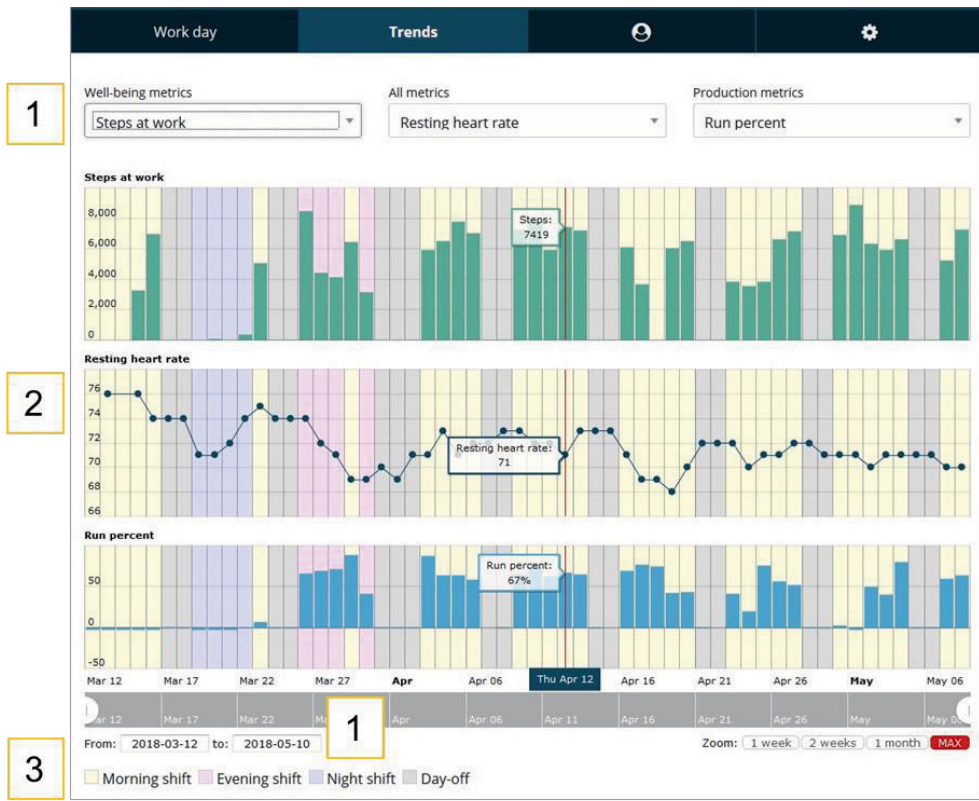 Work day Trends
1
Well-being metrics All metrics Production metrics
Steps at work Resting heart rate Run percent
Steps at work
8,000
6,000
4,000
2,000
0
Steps:
7419
Resting heart rate
2
76
74
72
70
68
66
Resting heart rate:
71
Run percent
50
0
-50
Run percent:
67%
Mar 12 Mar 17 Mar 22 Mar 27 Apr Apr 06 Thu Apr 12 Apr 16 Apr 21 Apr 26 May May 06
Mar 17 Mar 22 Apr Apr 06 Apr 11 Apr 16 Apr 21 Apr 26 May
1
From: 2018-03-12 to: 2018-05-10 Zoom: 1 week 2 weeks 1 month MAX
3
Morning shift Evening shift Night shift Day-off